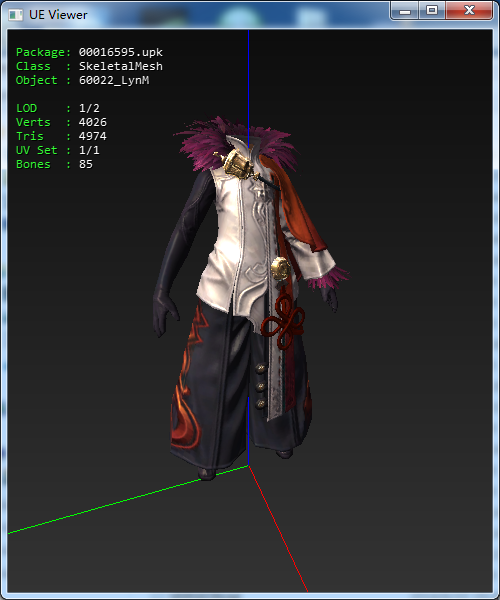 UE Viewer
Package: 00016595.upk
Class : SkeletalMesh
Object : 60022_LynM
LOD : 1/2
Verts : 4026
Tris : 4974
UV Set : 1/1
Bones : 85